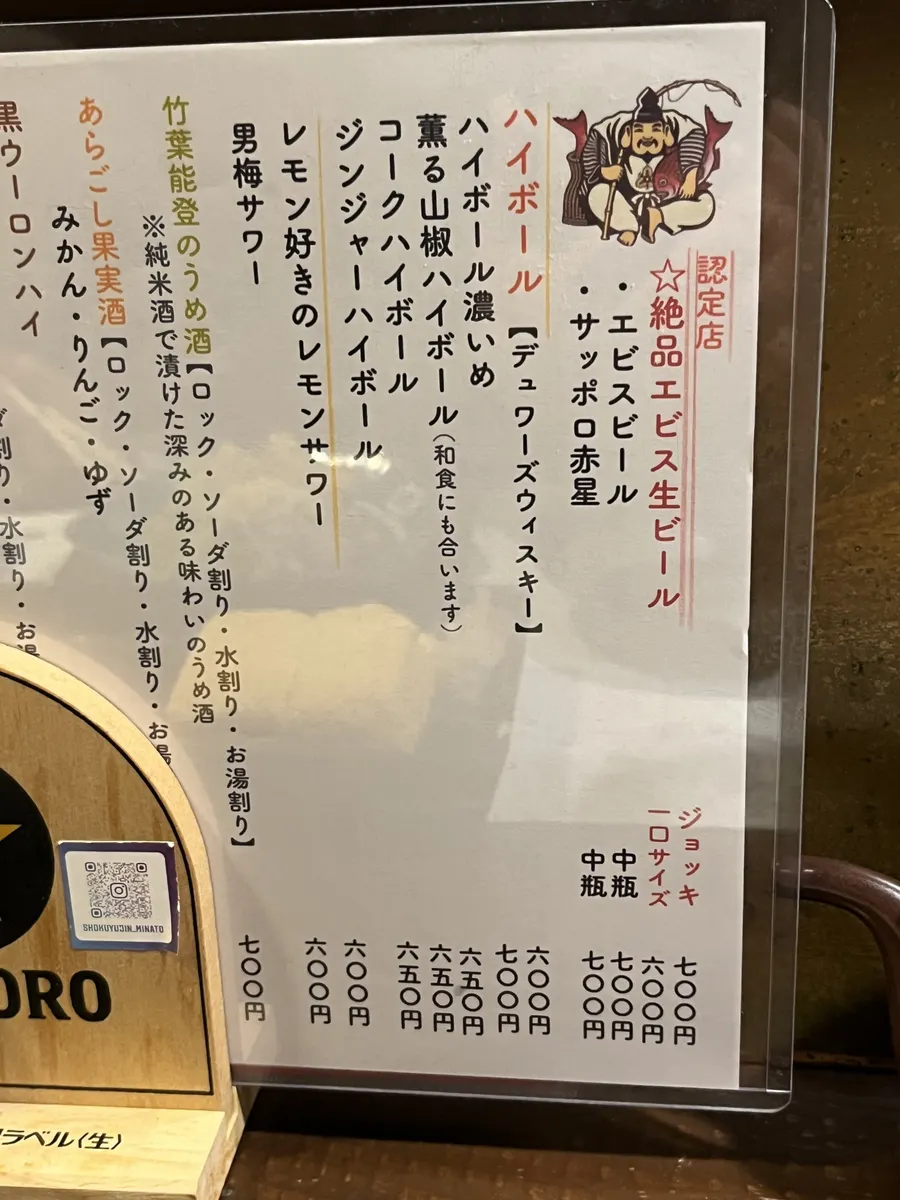 認定店
☆絶品エビス生ビール ジョッキ 七〇〇円
一口サイズ 六〇〇円
・エビスビール 中瓶 七〇〇円
・サッポロ赤星 中瓶 七〇〇円
ハイボール【デュワーズウィスキー】 六〇〇円
ハイボール濃いめ 七〇〇円
薫る山椒ハイボール(和食にも合います) 六五〇円
コークハイボール 六五〇円
ジンジャーハイボール 六五〇円
レモン好きのレモンサワー 六〇〇円
男梅サワー 六〇〇円
竹葉能登のうめ酒【ロック・ソーダ割り・水割り・お湯割り】 七〇〇円
※純米酒で漬けた深みのある味わいのうめ酒
あらごし果実酒【ロック・ソーダ割り・水割り・お湯
みかん・りんご・ゆず
黒ウーロンハイ
割り・水割り・お湯
SHOKUYUJIN_MINATO
ORO
ラベル〈生〉